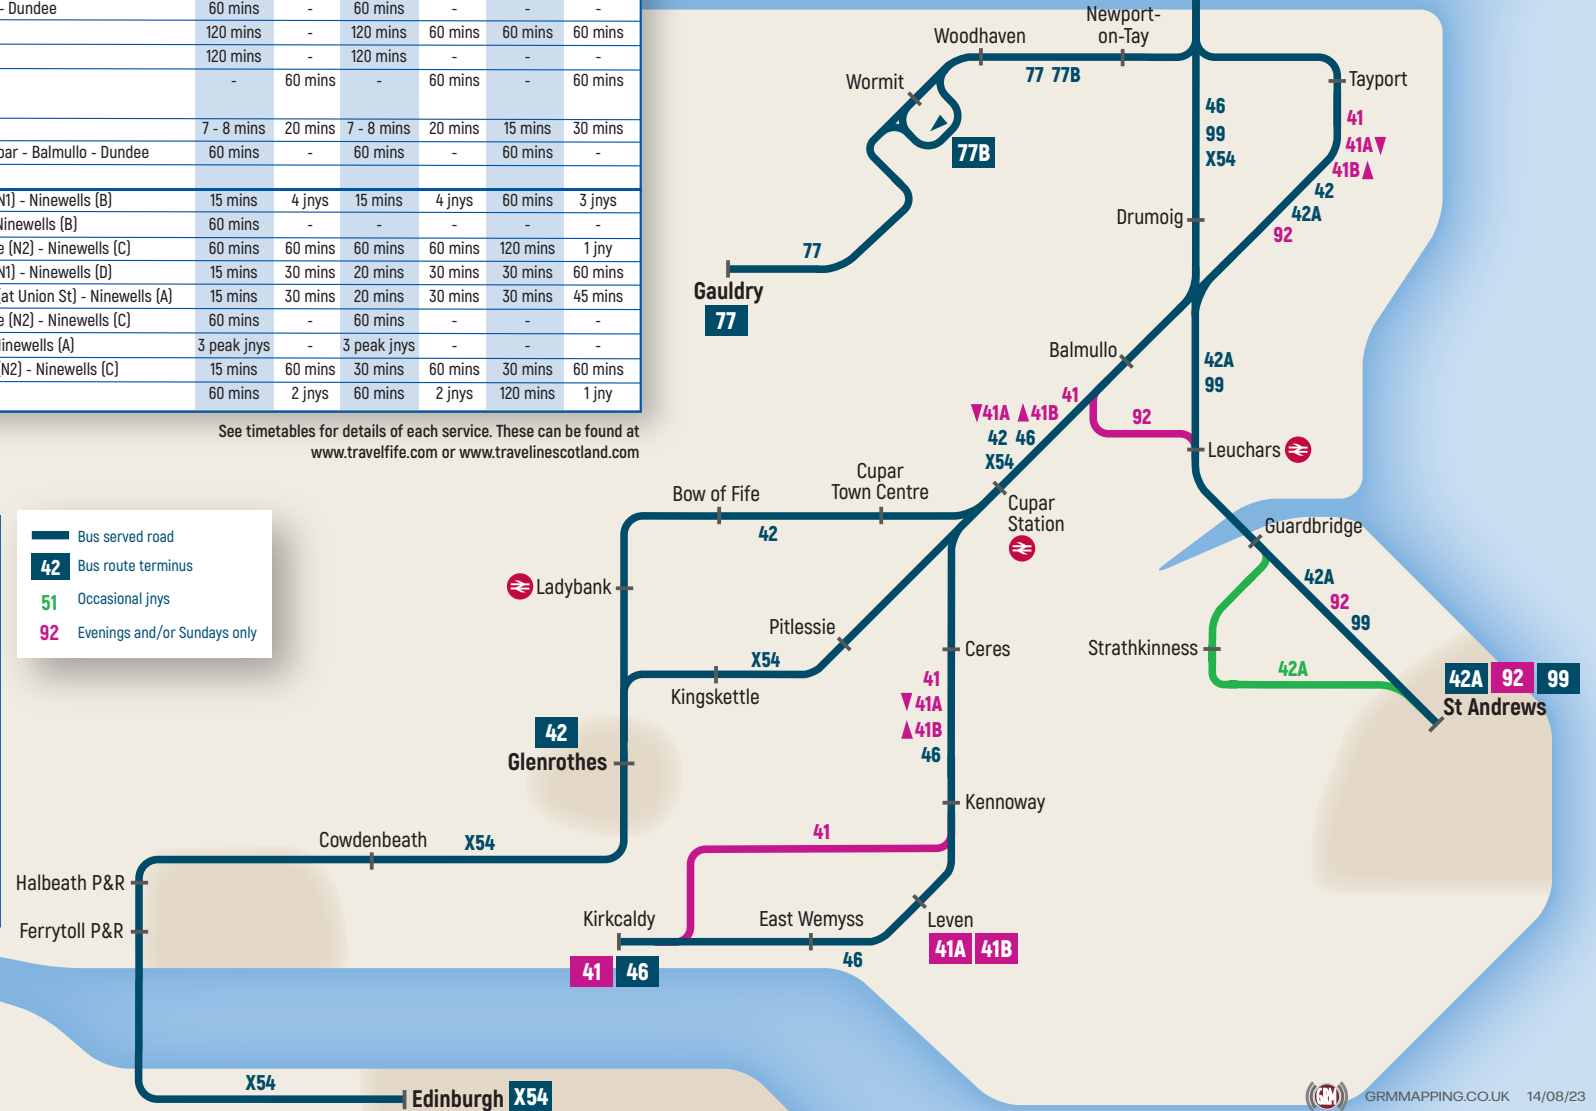 - Dundee 60 mins - 60 mins - - -
120 mins - 120 mins 60 mins 60 mins 60 mins
120 mins - 120 mins - - -
- 60 mins - 60 mins - 60 mins
7 - 8 mins 20 mins 7 - 8 mins 20 mins 15 mins 30 mins
par - Balmullo - Dundee 60 mins - 60 mins - 60 mins -
N1) - Ninewells (B) 15 mins 4 jnys 15 mins 4 jnys 60 mins 3 jnys
Ninewells (B) 60 mins - - - - -
e (N2) - Ninewells (C) 60 mins 60 mins 60 mins 60 mins 120 mins 1 jny
N1) - Ninewells (D) 15 mins 30 mins 20 mins 30 mins 30 mins 60 mins
(at Union St) - Ninewells (A) 15 mins 30 mins 20 mins 30 mins 30 mins 45 mins
e (N2) - Ninewells (C) 60 mins - 60 mins - - -
Ninewells (A) 3 peak jnys - 3 peak jnys - - -
(N2) - Ninewells (C) 15 mins 60 mins 30 mins 60 mins 30 mins 60 mins
60 mins 2 jnys 60 mins 2 jnys 120 mins 1 jny
See timetables for details of each service. These can be found at
www.travelfife.com or www.travelinescotland.com
Bus served road
42 Bus route terminus
51 Occasional jnys
92 Evenings and/or Sundays only
Newport-
on-Tay
Woodhaven
77 77B
Wormit
77B
77
Gauldry
77
Tayport
41
41A▼
41B▲
42
42A
92
46
99
X54
Drumoig
Balmullo
42A
99
41
92
▼41A ▲41B
42 46
X54
Leuchars
Cupar
Town Centre
Bow of Fife
42
Cupar
Station
Guardbridge
42A
92
99
Ladybank
Pitlessie
X54
Kingskettle
Ceres
41
▼41A
▲41B
46
Strathkinness
42A
42A 92 99
St Andrews
42
Glenrothes
Kennoway
41
Cowdenbeath
X54
Halbeath P&R
Ferrytoll P&R
Kirkcaldy
41 46
East Wemyss
46
Leven
41A 41B
X54
Edinburgh X54
GRM
GRMMAPPING.CO.UK 14/08/23